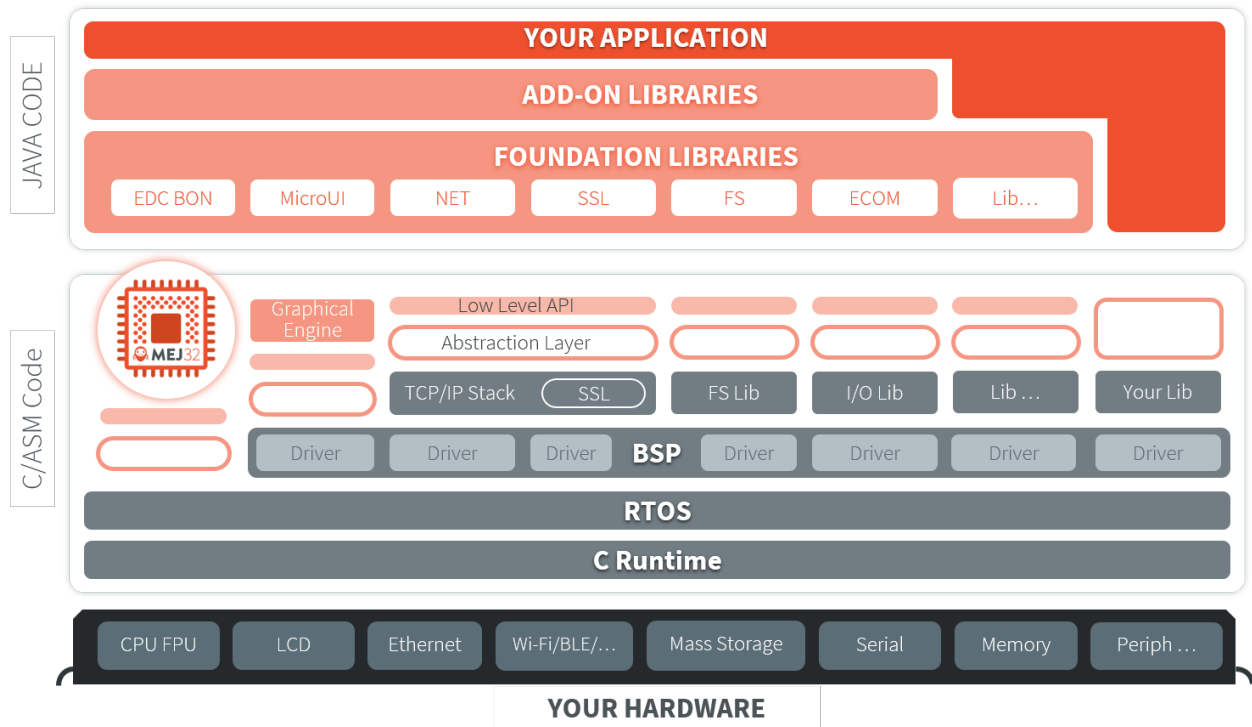 JAVA CODE
YOUR APPLICATION
ADD-ON LIBRARIES
FOUNDATION LIBRARIES
EDC BON
MicroUI
NET
SSL
FS
ECOM
Lib...
C/ASM Code
MEJ32
Graphical
Engine
Low Level API
Abstraction Layer
TCP/IP Stack
SSL
FS Lib
I/O Lib
Lib ...
Your Lib
Driver
Driver
Driver
BSP
Driver
Driver
Driver
Driver
RTOS
C Runtime
CPU FPU
LCD
Ethernet
Wi-Fi/BLE/...
Mass Storage
Serial
Memory
Periph ...
YOUR HARDWARE